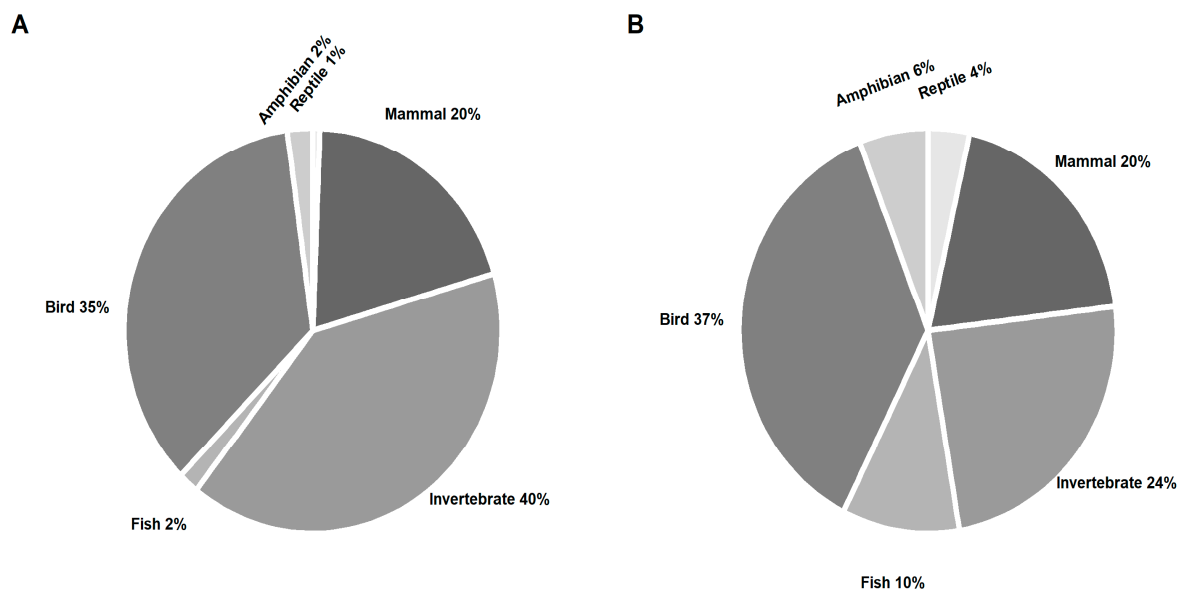 A
Amphibian 2%
Reptile 1%
Mammal 20%
Bird 35%
Invertebrate 40%
Fish 2%
B
Amphibian 6%
Reptile 4%
Mammal 20%
Bird 37%
Invertebrate 24%
Fish 10%